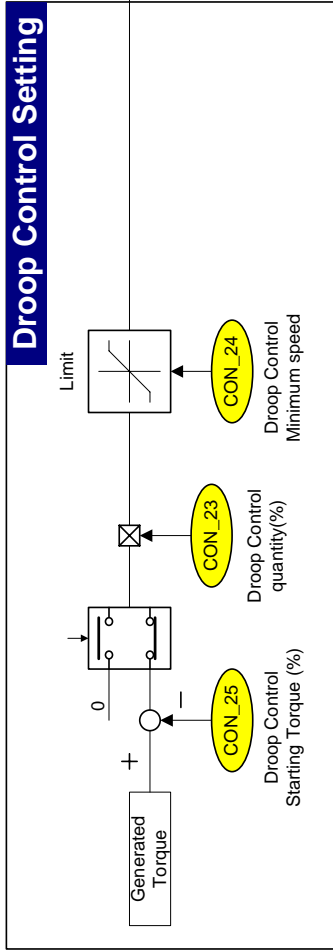 Droop Control Setting
Limit
0
+
−
Generated
Torque
CON_25
Droop Control
Starting Torque (%)
CON_23
Droop Control
quantity(%)
CON_24
Droop Control
Minimum speed